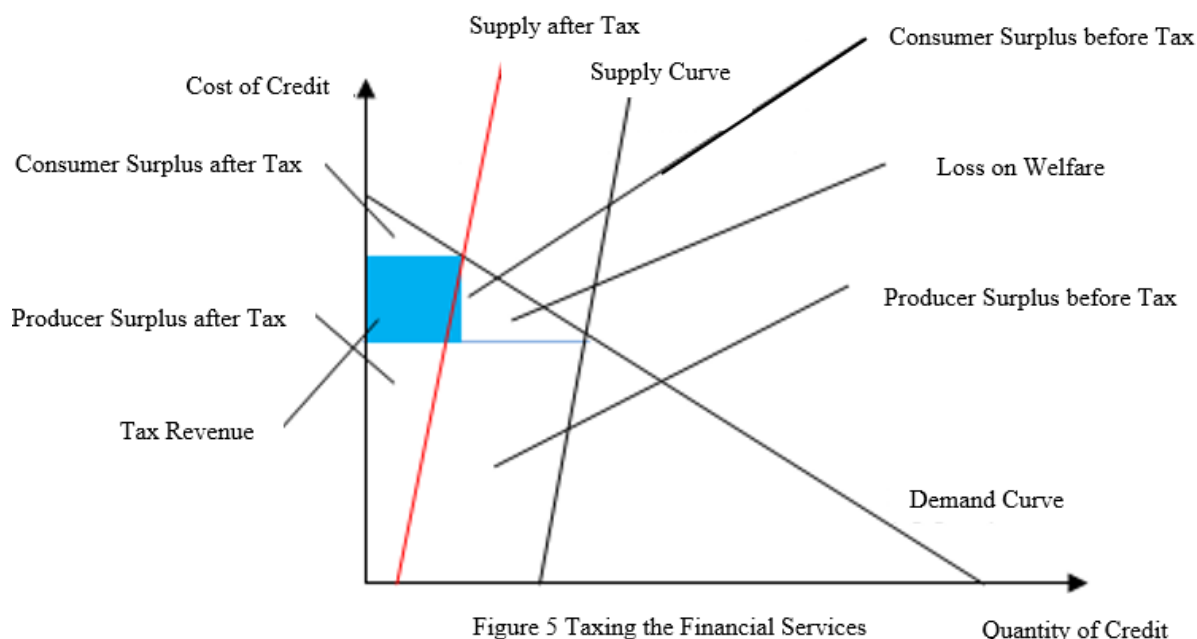 Supply after Tax
Consumer Surplus before Tax
Supply Curve
Cost of Credit
Consumer Surplus after Tax
Loss on Welfare
Producer Surplus before Tax
Producer Surplus after Tax
Tax Revenue
Demand Curve
Figure 5 Taxing the Financial Services
Quantity of Credit